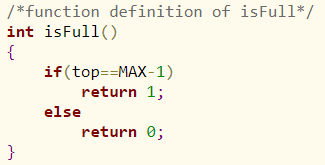 /*function definition of isFull*/
int isFull()
{
    if(top==MAX-1)
        return 1;
    else
        return 0;
}